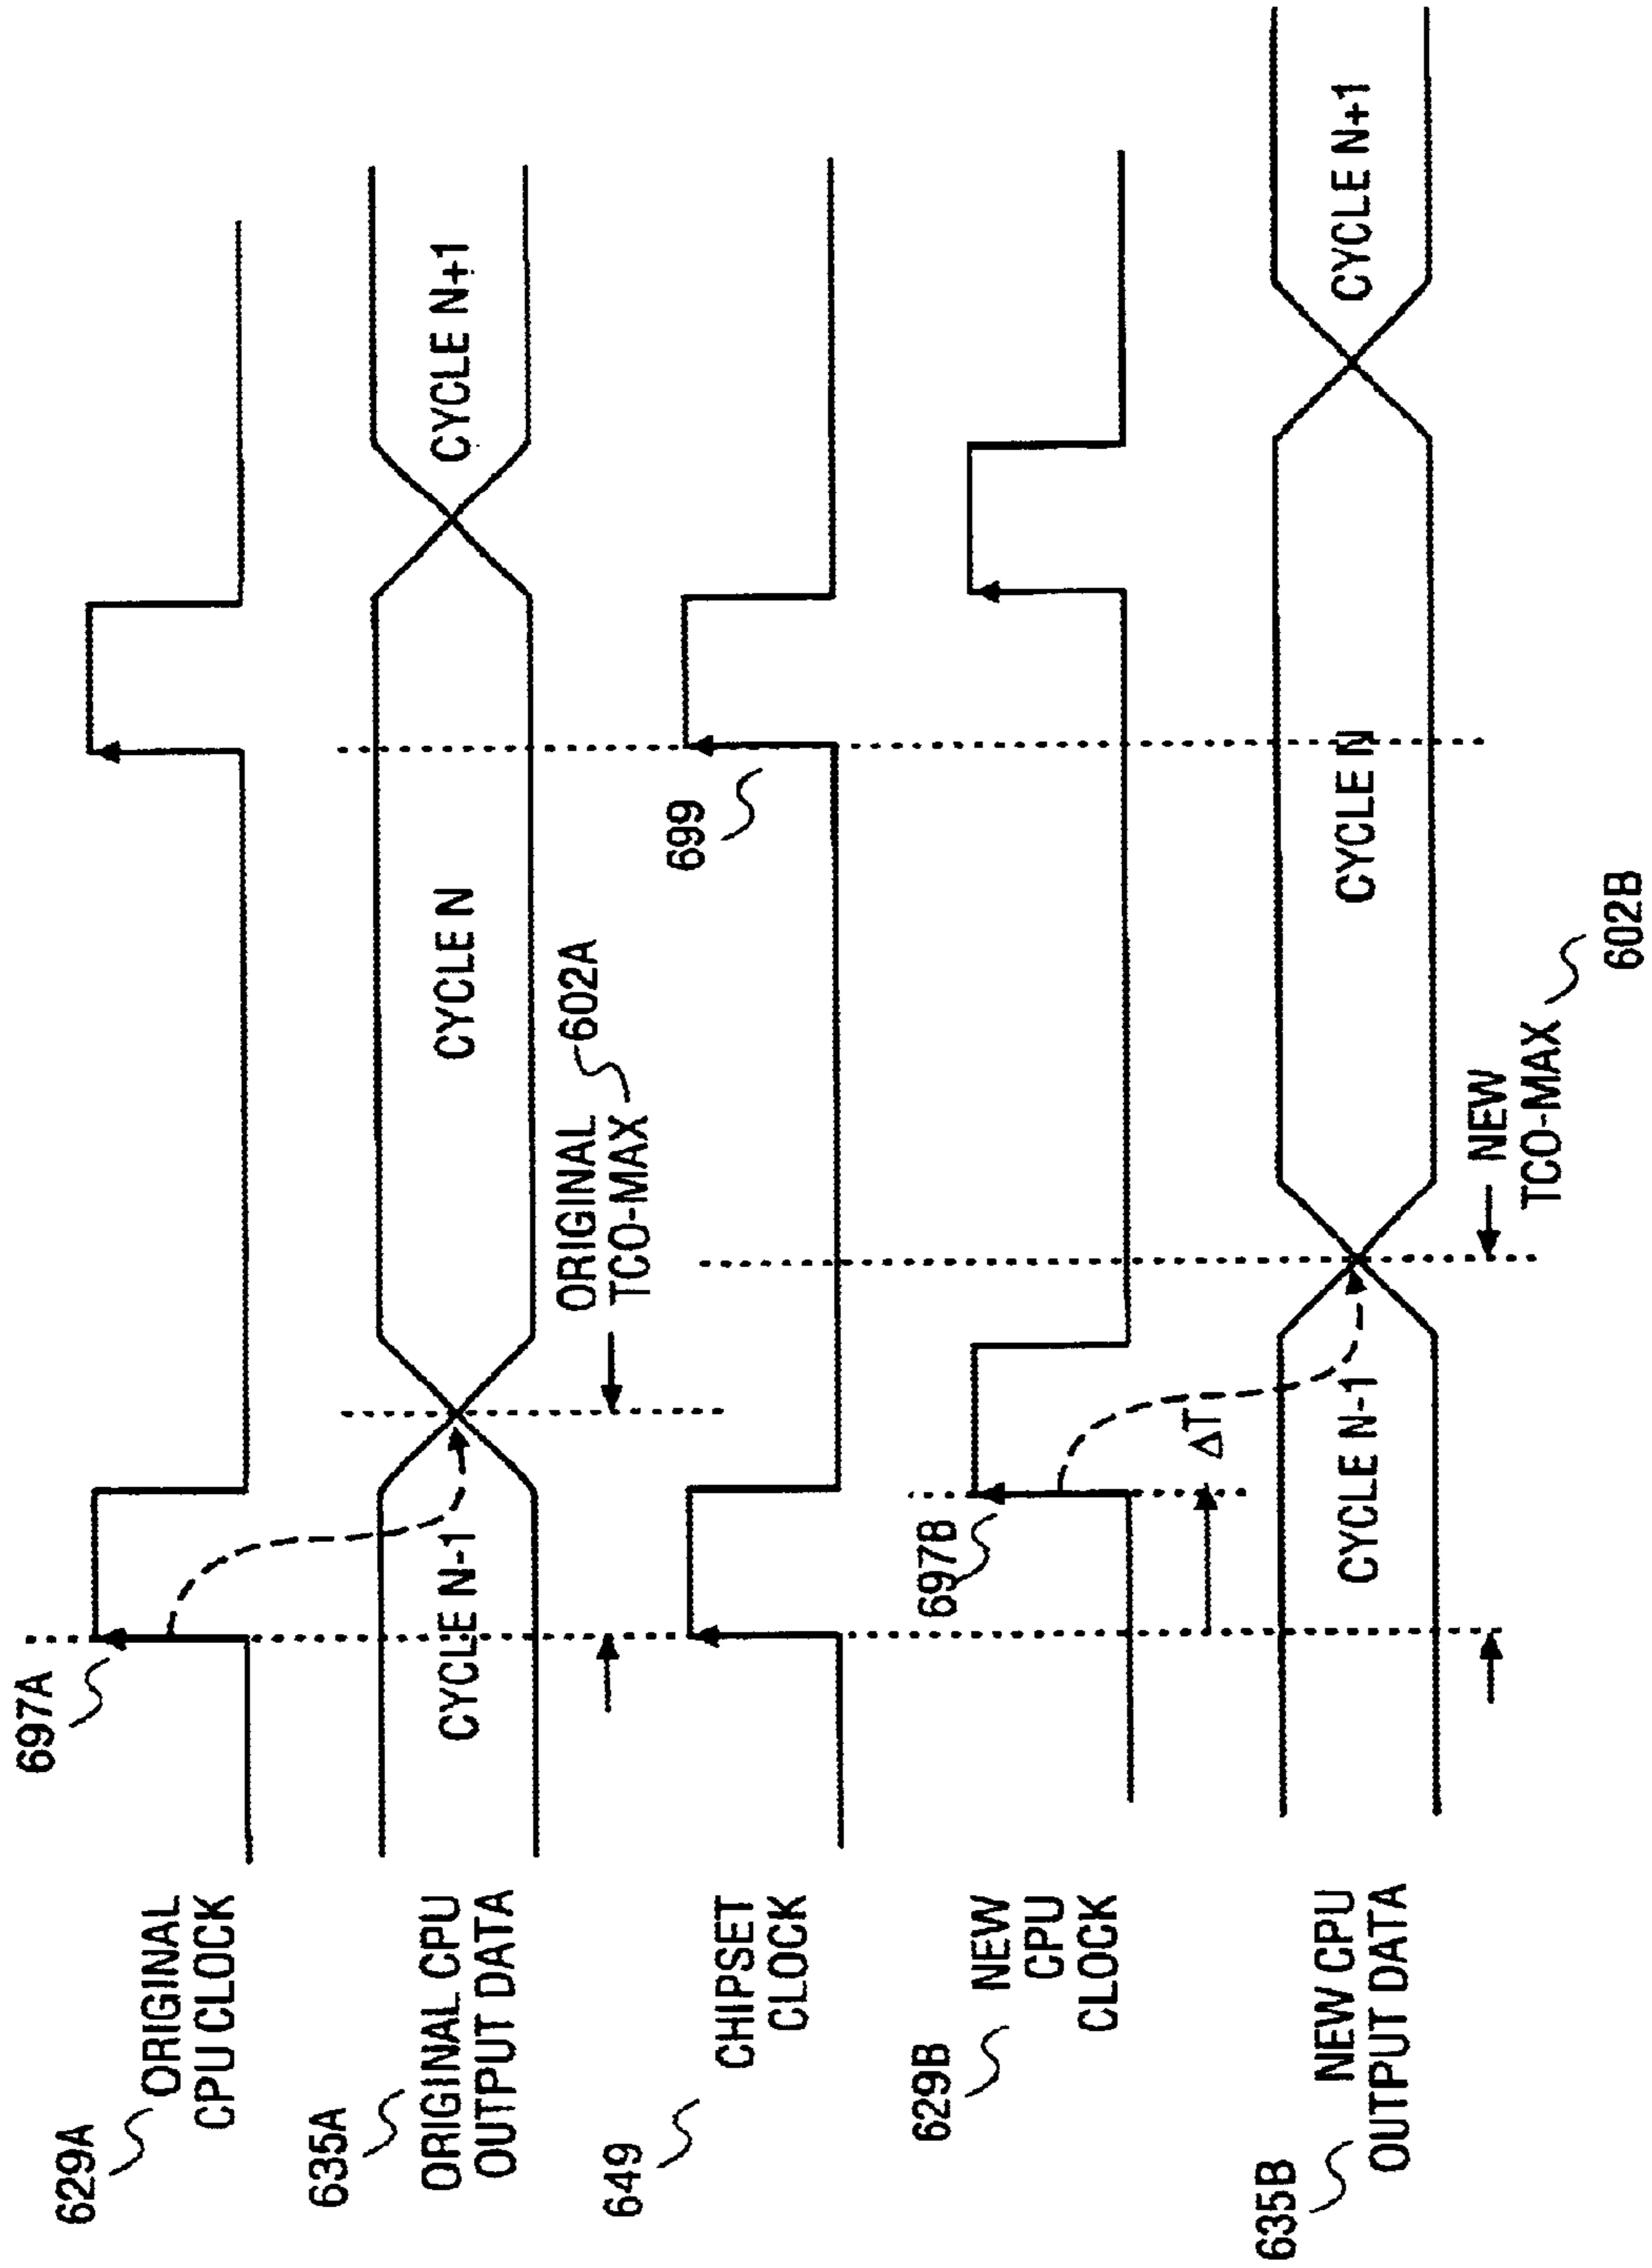 697A
629A
ORIGINAL
CPU CLOCK
635A
ORIGINAL CPU
OUTPUT DATA
CYCLE N-1
CYCLE N
CYCLE N+1
ORIGINAL
TCO-MAX
602A
649
CHIPSET
CLOCK
699
629B
NEW
CPU
CLOCK
697B
ΔT
635B
NEW CPU
OUTPUT DATA
CYCLE N-1
CYCLE N
CYCLE N+1
NEW
TCO-MAX
602B